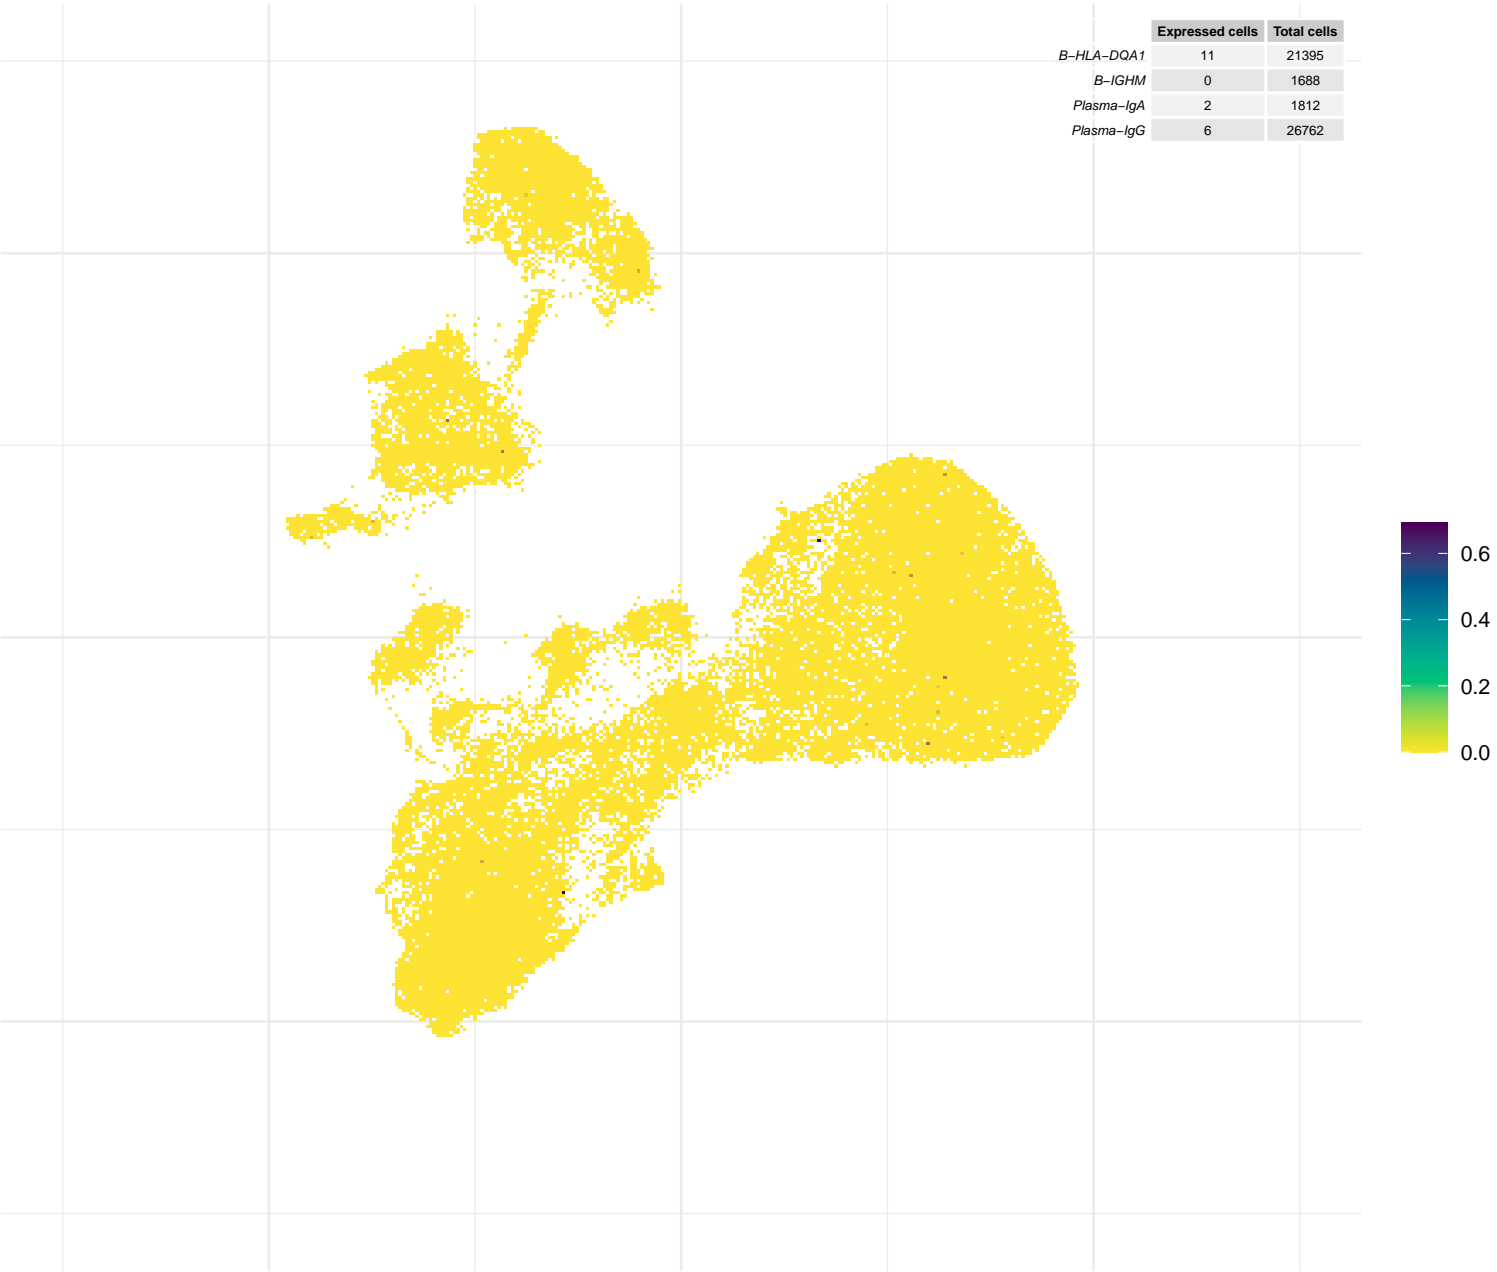 Expressed cells Total cells
B−HLA−DQA1 11 21395
B−IGHM 0 1688
Plasma−IgA 2 1812
Plasma−IgG 6 26762
0.6
0.4
0.2
0.0